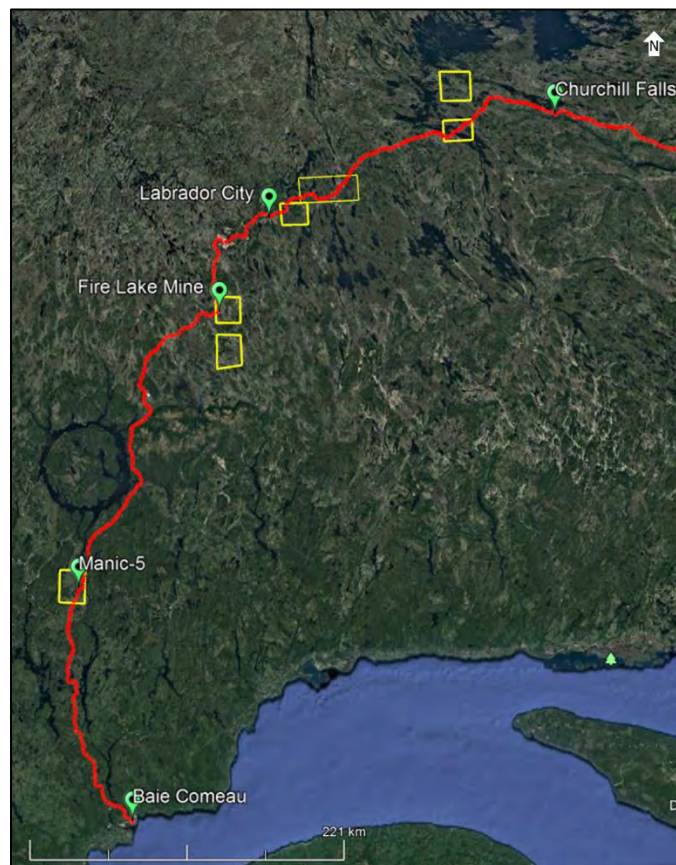 N
Churchill Falls
Labrador City
Fire Lake Mine
Manic-5
Baie Comeau
221 km
D